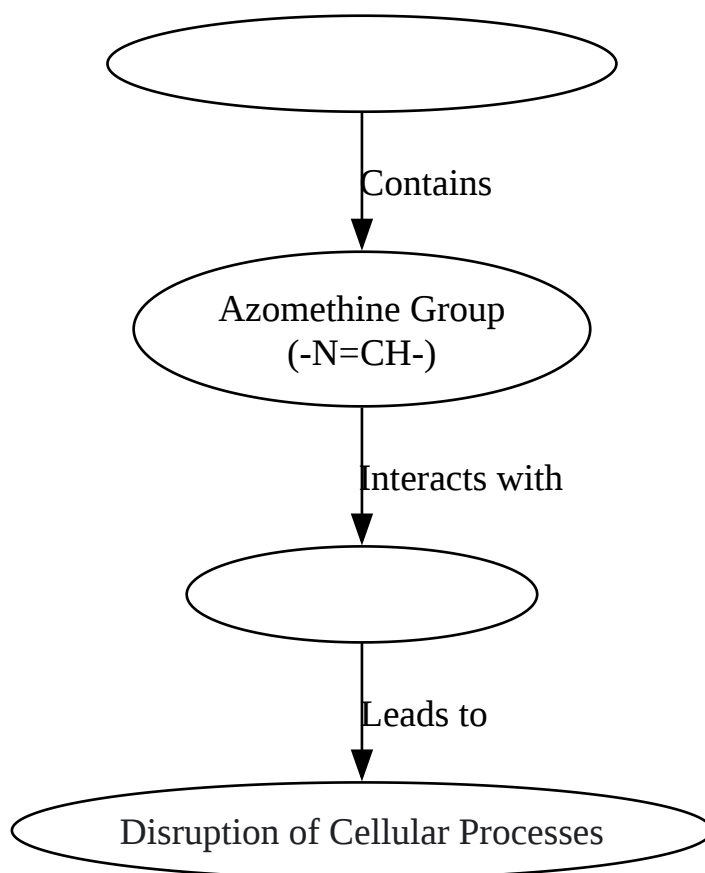 Contains
Azomethine Group
(-N=CH-)
Interacts with
Leads to
Disruption of Cellular Processes